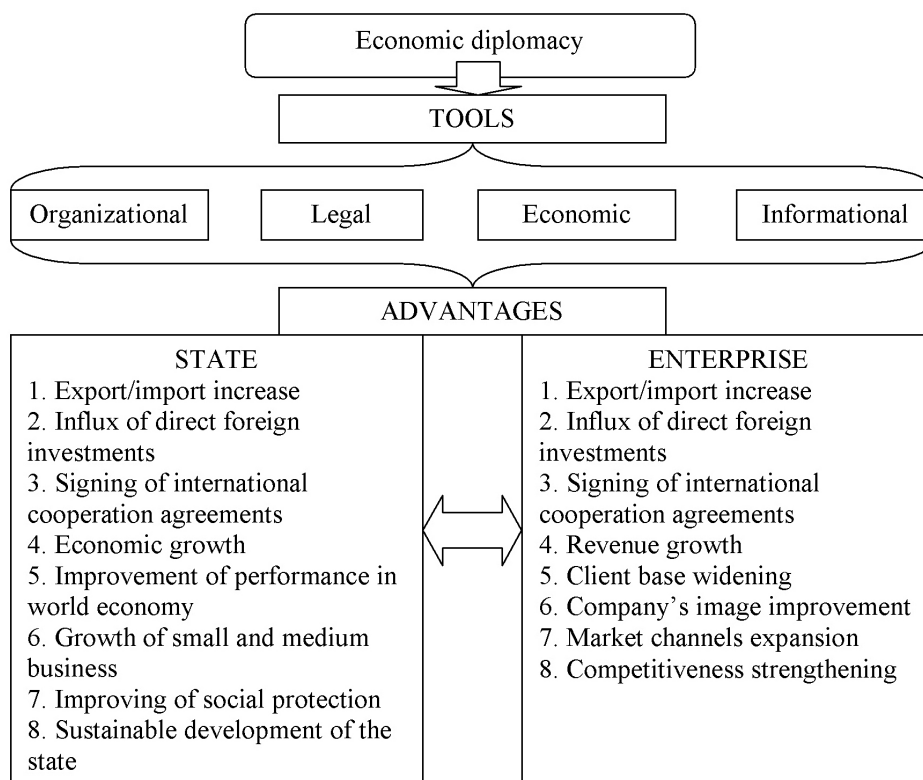 Economic diplomacy
TOOLS
Organizational
Legal
Economic
Informational
ADVANTAGES
STATE
1. Export/import increase
2. Influx of direct foreign
investments
3. Signing of international
cooperation agreements
4. Economic growth
5. Improvement of performance in
world economy
6. Growth of small and medium
business
7. Improving of social protection
8. Sustainable development of the
state
ENTERPRISE
1. Export/import increase
2. Influx of direct foreign
investments
3. Signing of international
cooperation agreements
4. Revenue growth
5. Client base widening
6. Company’s image improvement
7. Market channels expansion
8. Competitiveness strengthening